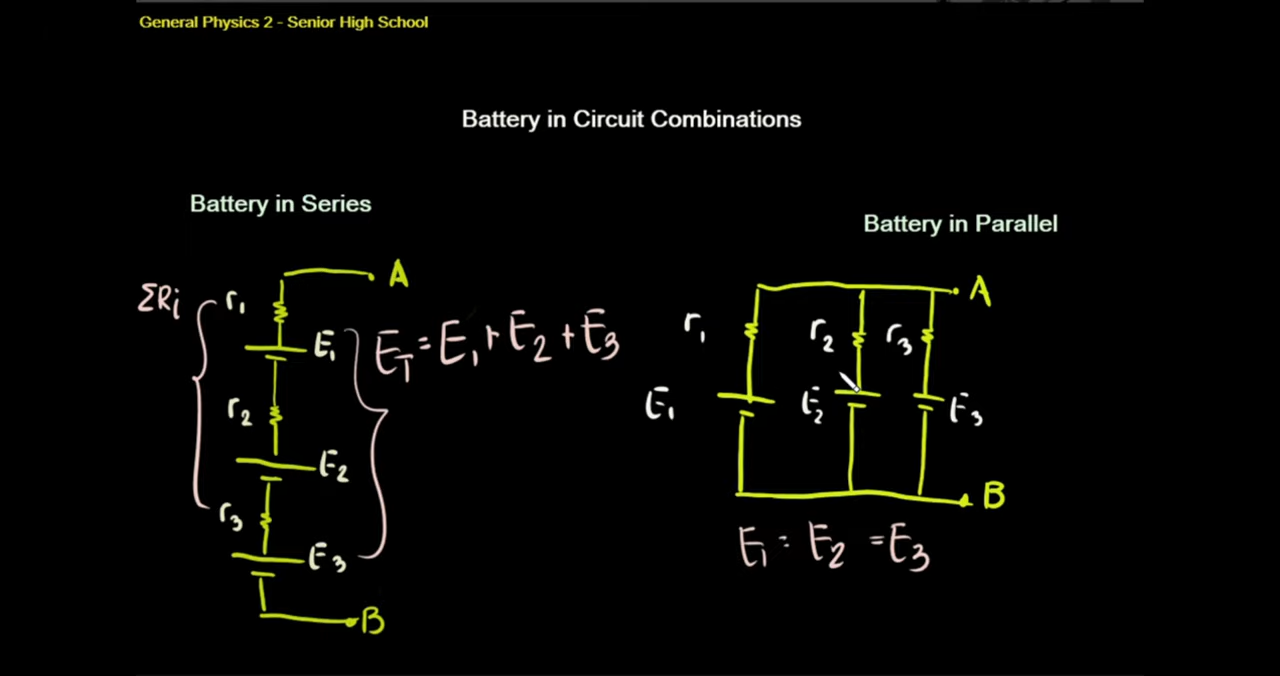 General Physics 2 - Senior High School
Battery in Circuit Combinations
Battery in Series
A
ΣRi
r1
E1
ET = E1 + E2 + E3
r2
E2
r3
E3
B
Battery in Parallel
A
r1
r2
r3
E1
E2
E3
B
E1 = E2 = E3